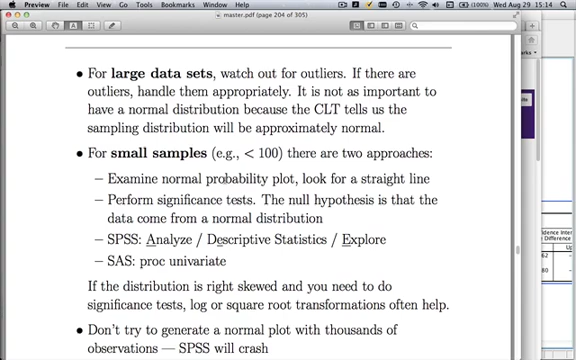 Preview File Edit View Go Tools Bookmarks Window Help (100%) Wed Aug 29 15:14
master.pdf (page 204 of 305)
• For large data sets, watch out for outliers. If there are
outliers, handle them appropriately. It is not as important to
have a normal distribution because the CLT tells us the
sampling distribution will be approximately normal.
• For small samples (e.g., < 100) there are two approaches:
– Examine normal probability plot, look for a straight line
– Perform significance tests. The null hypothesis is that the
data come from a normal distribution
– SPSS: Analyze / Descriptive Statistics / Explore
– SAS: proc univariate
If the distribution is right skewed and you need to do
significance tests, log or square root transformations often help.
• Don't try to generate a normal plot with thousands of
observations — SPSS will crash
Difference
62
80